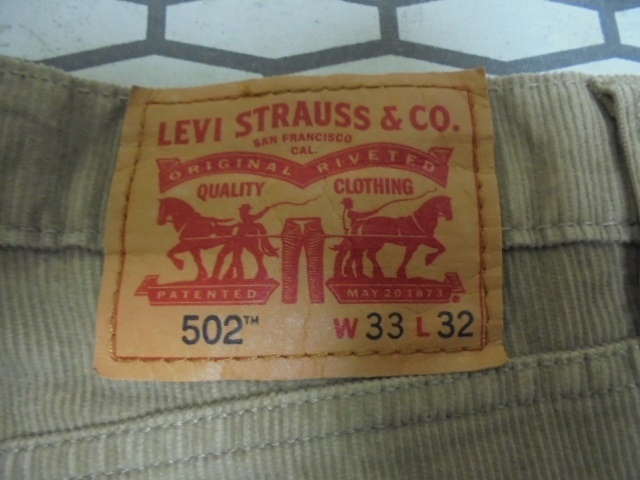 LEVI STRAUSS & CO.
SAN FRANCISCO
CAL.
ORIGINAL RIVETED
QUALITY CLOTHING
PATENTED MAY 20 1873
502™ W 33 L 32